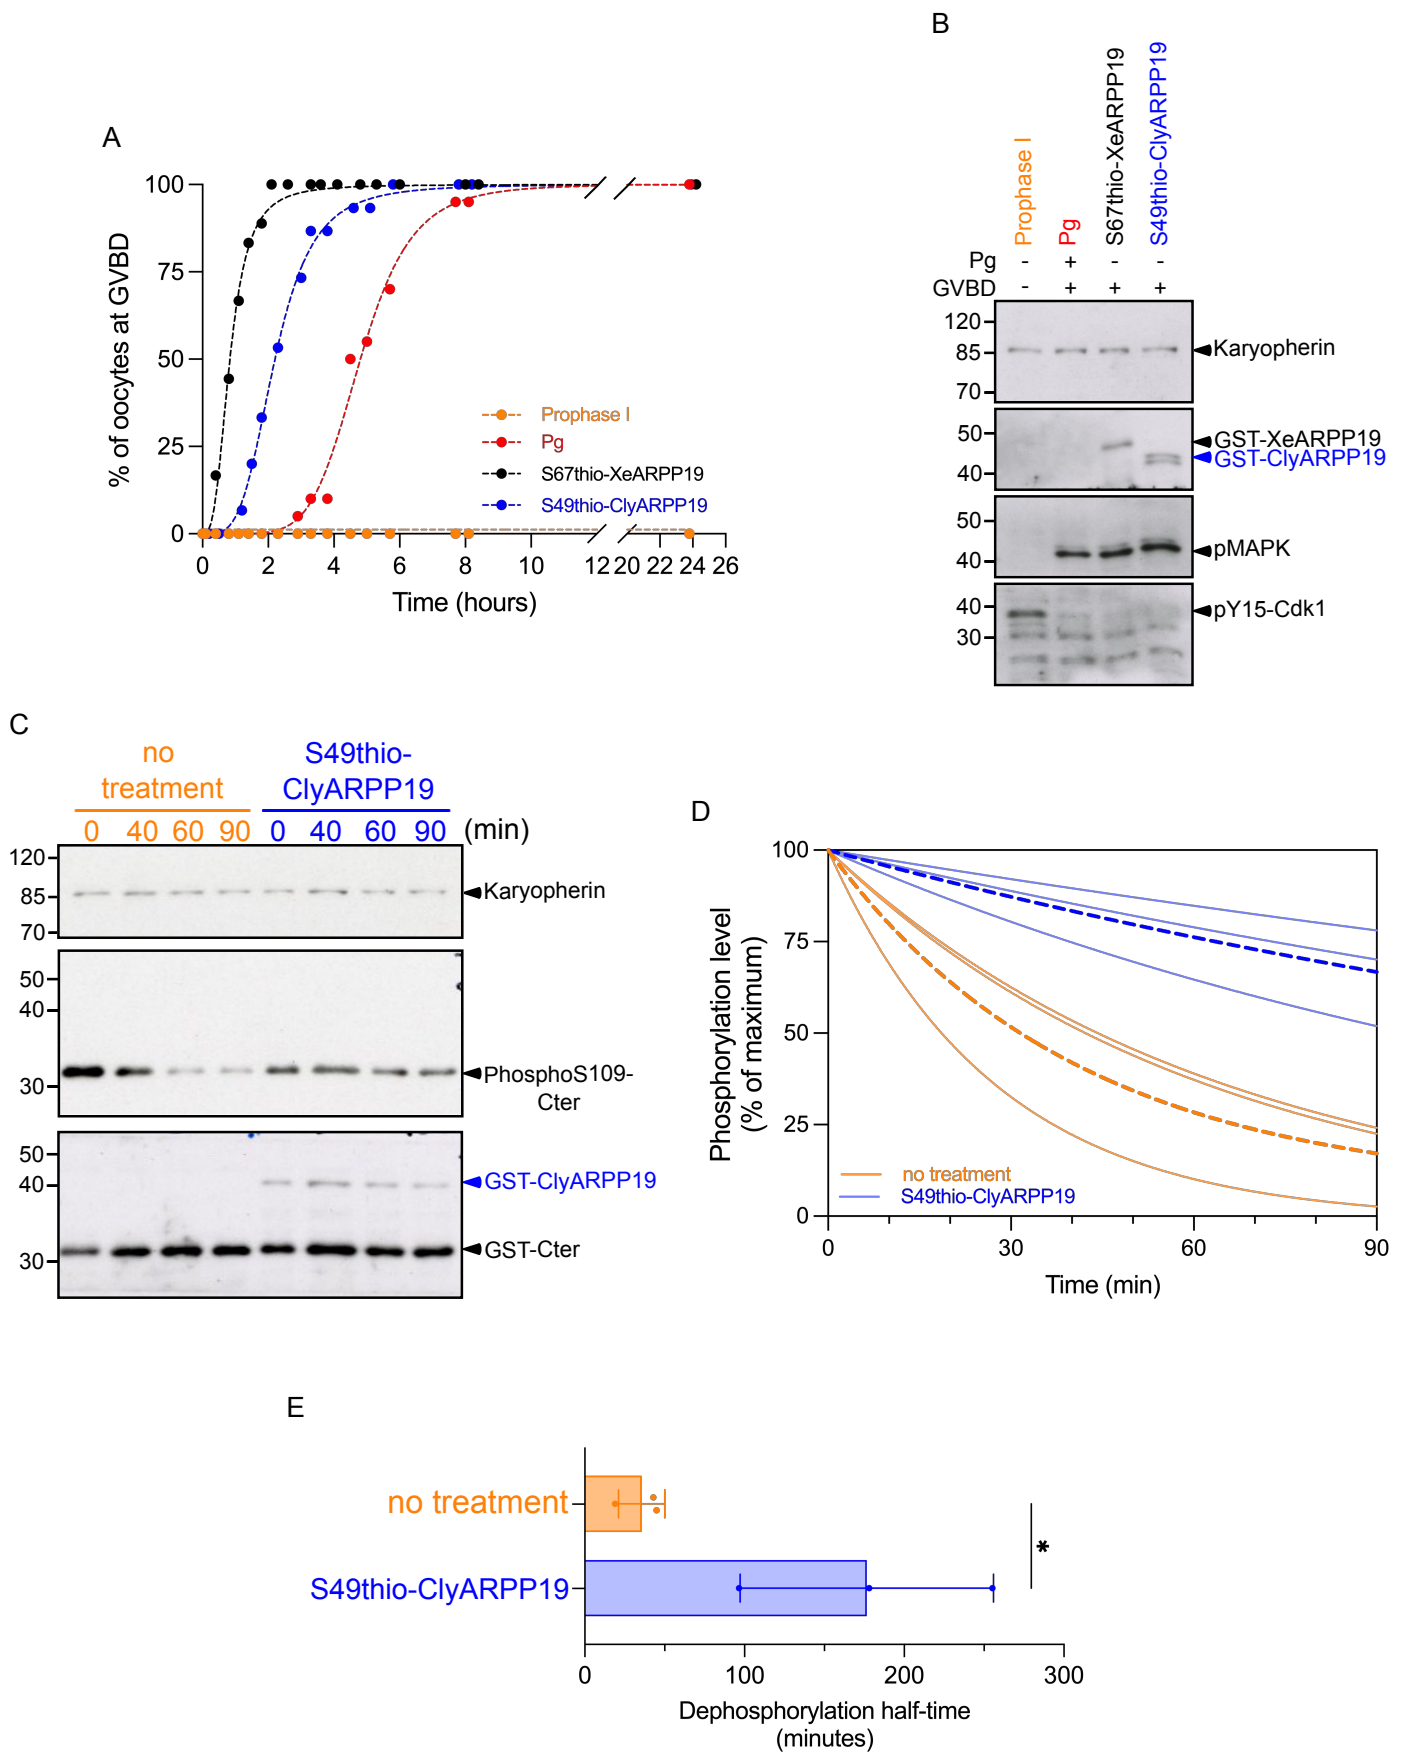 A
% of oocytes at GVBD
100
75
50
25
0
0 2 4 6 8 10 12 20 22 24 26
Time (hours)
Prophase I
Pg
S67thio-XeARPP19
S49thio-ClyARPP19
B
Prophase I
Pg
S67thio-XeARPP19
S49thio-ClyARPP19
Pg - + - -
GVBD - + + +
120
85
70
Karyopherin
50
40
GST-XeARPP19
GST-ClyARPP19
50
40
pMAPK
40
30
pY15-Cdk1
C
no
treatment
S49thio-
ClyARPP19
0 40 60 90 0 40 60 90 (min)
120
85
70
Karyopherin
50
40
30
PhosphoS109-
Cter
50
40
30
GST-ClyARPP19
GST-Cter
D
Phosphorylation level
(% of maximum)
100
75
50
25
0
no treatment
S49thio-ClyARPP19
0 30 60 90
Time (min)
E
no treatment
S49thio-ClyARPP19
*
0 100 200 300
Dephosphorylation half-time
(minutes)